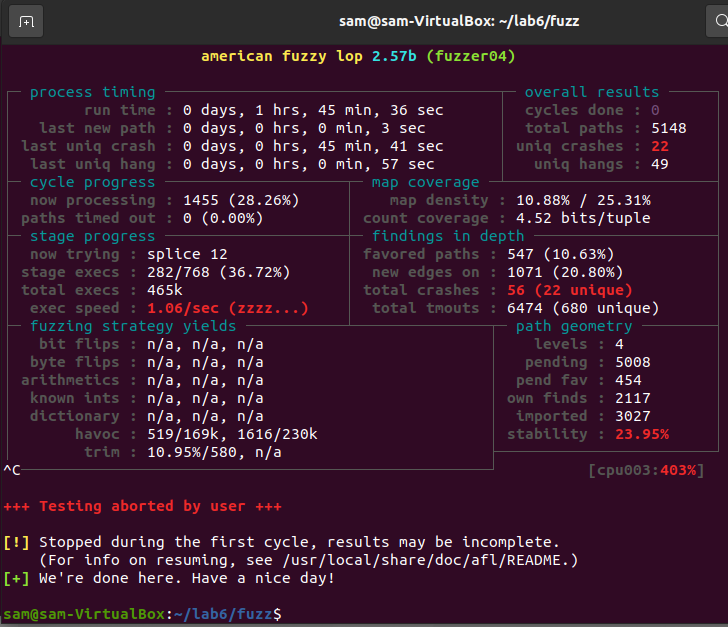 sam@sam-VirtualBox: ~/lab6/fuzz
american fuzzy lop 2.57b (fuzzer04)
process timing
run time : 0 days, 1 hrs, 45 min, 36 sec
last new path : 0 days, 0 hrs, 0 min, 3 sec
last uniq crash : 0 days, 0 hrs, 45 min, 41 sec
last uniq hang : 0 days, 0 hrs, 0 min, 57 sec
overall results
cycles done : 0
total paths : 5148
uniq crashes : 22
uniq hangs : 49
cycle progress
now processing : 1455 (28.26%)
paths timed out : 0 (0.00%)
map coverage
map density : 10.88% / 25.31%
count coverage : 4.52 bits/tuple
stage progress
now trying : splice 12
stage execs : 282/768 (36.72%)
total execs : 465k
exec speed : 1.06/sec (zzzz...)
findings in depth
favored paths : 547 (10.63%)
new edges on : 1071 (20.80%)
total crashes : 56 (22 unique)
total tmouts : 6474 (680 unique)
fuzzing strategy yields
bit flips : n/a, n/a, n/a
byte flips : n/a, n/a, n/a
arithmetics : n/a, n/a, n/a
known ints : n/a, n/a, n/a
dictionary : n/a, n/a, n/a
havoc : 519/169k, 1616/230k
trim : 10.95%/580, n/a
path geometry
levels : 4
pending : 5008
pend fav : 454
own finds : 2117
imported : 3027
stability : 23.95%
^C
[cpu003:403%]
+++ Testing aborted by user +++
[!] Stopped during the first cycle, results may be incomplete.
(For info on resuming, see /usr/local/share/doc/afl/README.)
[+] We're done here. Have a nice day!
sam@sam-VirtualBox:~/lab6/fuzz$